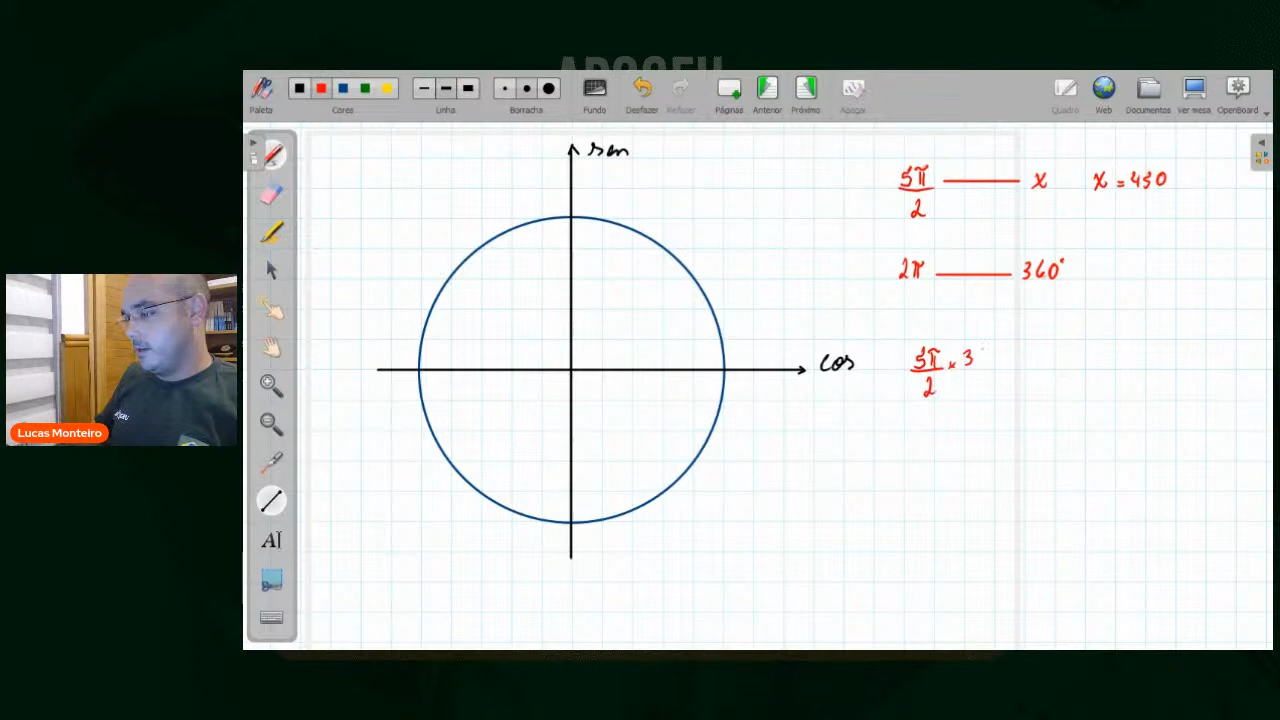 Paleta
Cores
Linha
Borracha
Fundo
Desfazer
Refazer
Páginas
Anterior
Próximo
Apagar
Quadro
Web
Documentos
Ver mesa
OpenBoard
sen
cos
5π/2 ——— x x = 450
2π ——— 360°
5π/2 × 3
AI
Lucas Monteiro